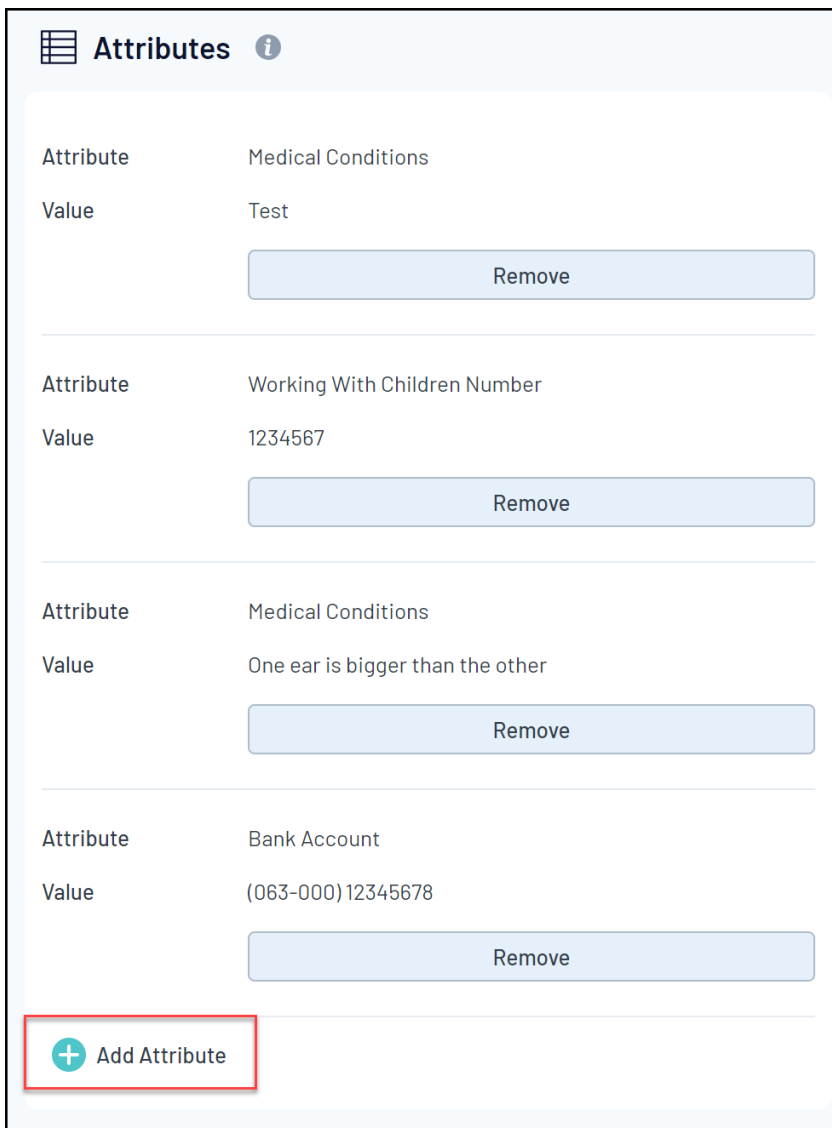 Attributes i
Attribute Medical Conditions
Value Test
Remove
Attribute Working With Children Number
Value 1234567
Remove
Attribute Medical Conditions
Value One ear is bigger than the other
Remove
Attribute Bank Account
Value (063-000) 12345678
Remove
Add Attribute